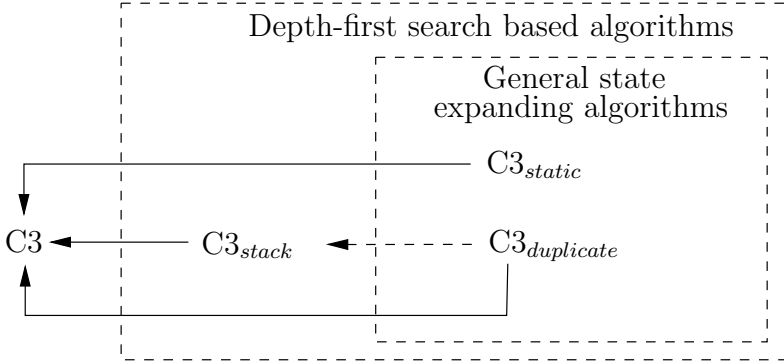 Depth-first search based algorithms
General state
expanding algorithms
C3static
C3 C3stack C3duplicate